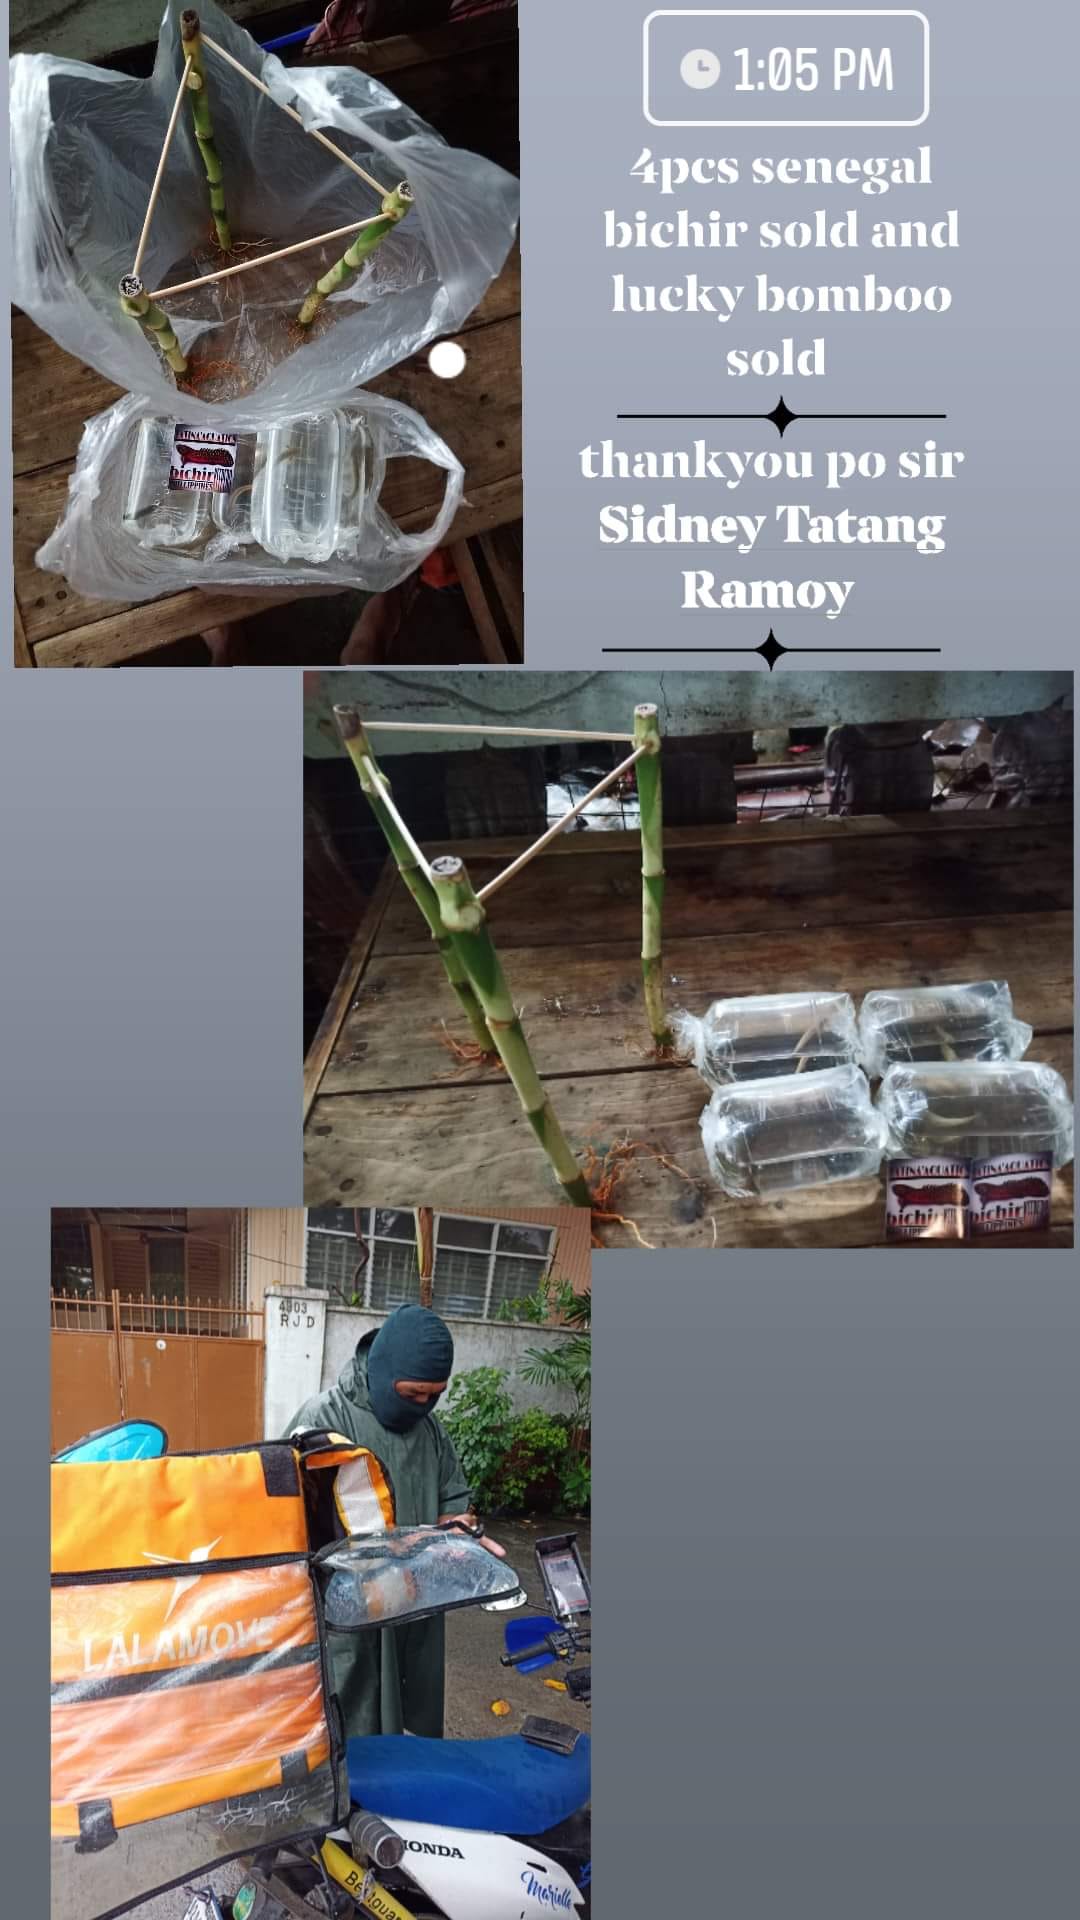 1:05 PM
4pcs senegal
bichir sold and
lucky bomboo
sold
thankyou po sir
Sidney Tatang
Ramoy
bichir
4903
RJD
LALAMOVE
HONDA
Marielle